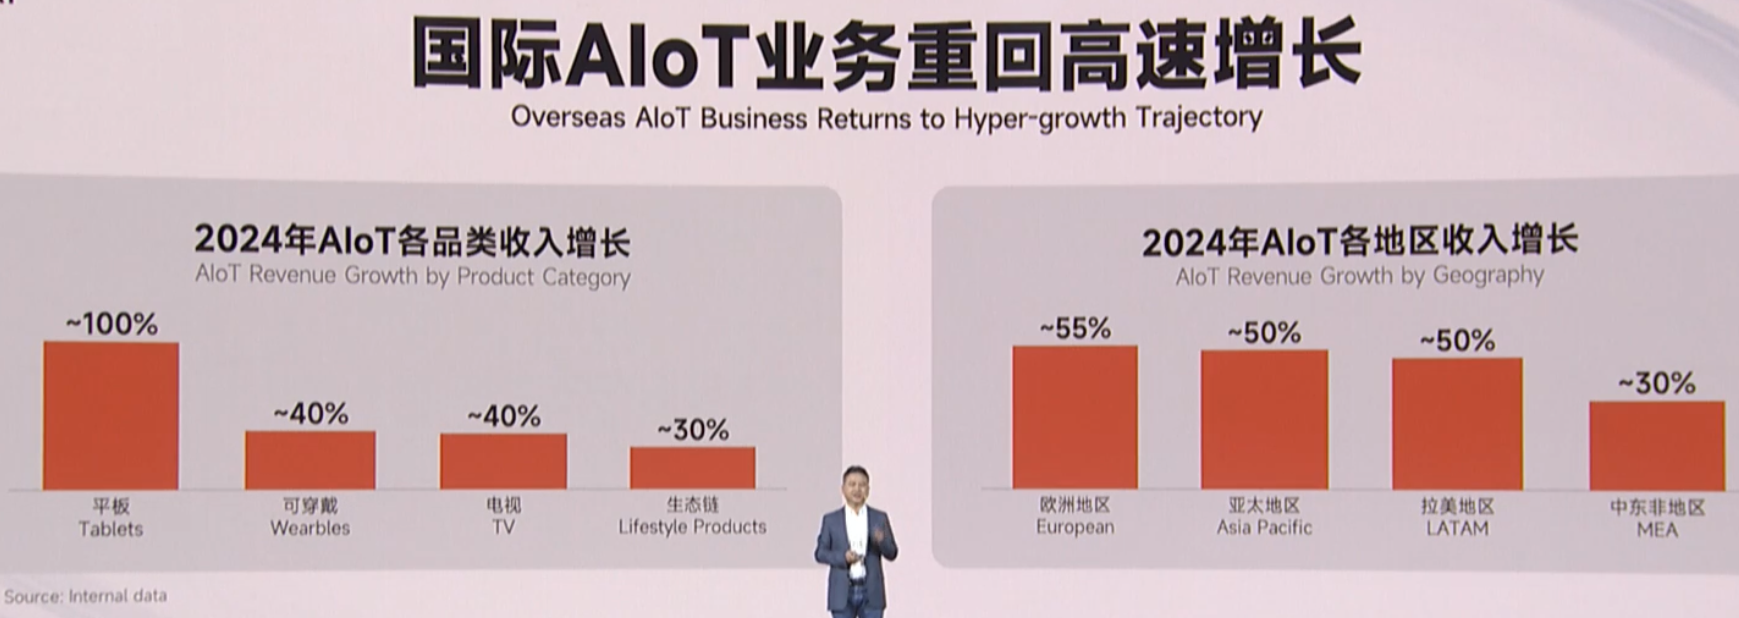 国际AIoT业务重回高速增长
Overseas AIoT Business Returns to Hyper-growth Trajectory
2024年AIoT各品类收入增长
AIoT Revenue Growth by Product Category
~100%
~40%
~40%
~30%
平板
Tablets
可穿戴
Wearbles
电视
TV
生态链
Lifestyle Products
2024年AIoT各地区收入增长
AIoT Revenue Growth by Geography
~55%
~50%
~50%
~30%
欧洲地区
European
亚太地区
Asia Pacific
拉美地区
LATAM
中东非地区
MEA
Source: Internal data